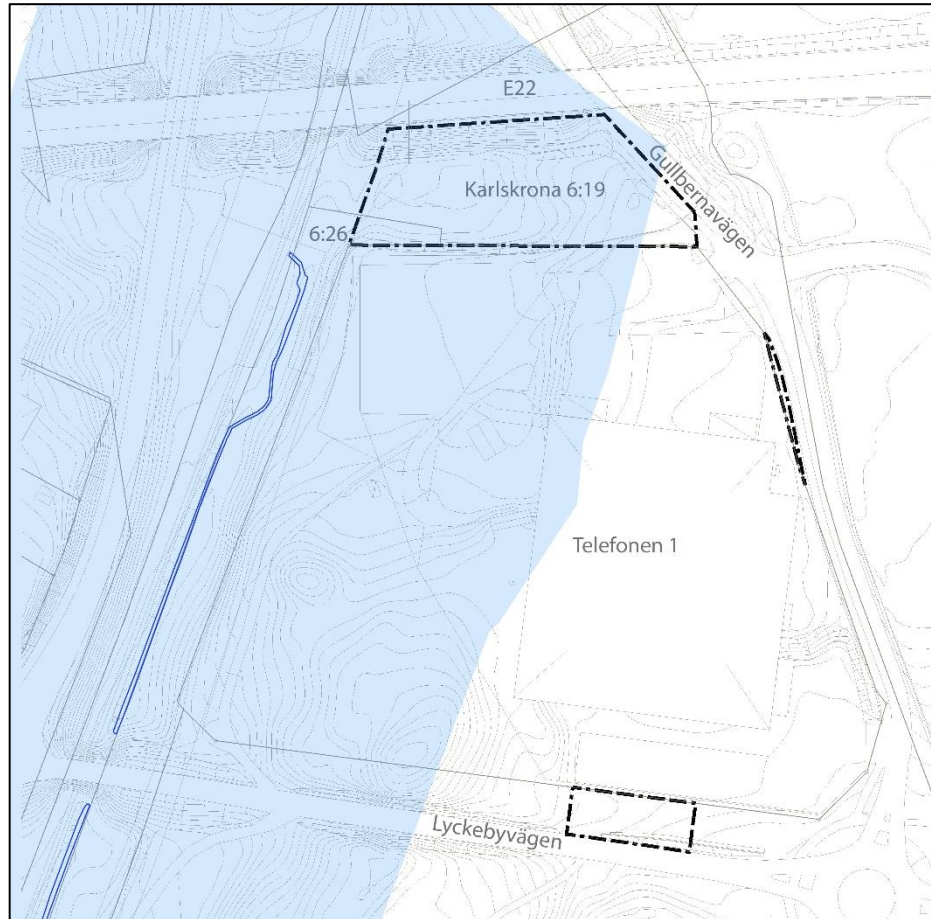 E22
Gullbernavägen
Karlskrona 6:19
6:26
Telefonen 1
Lyckebyvägen